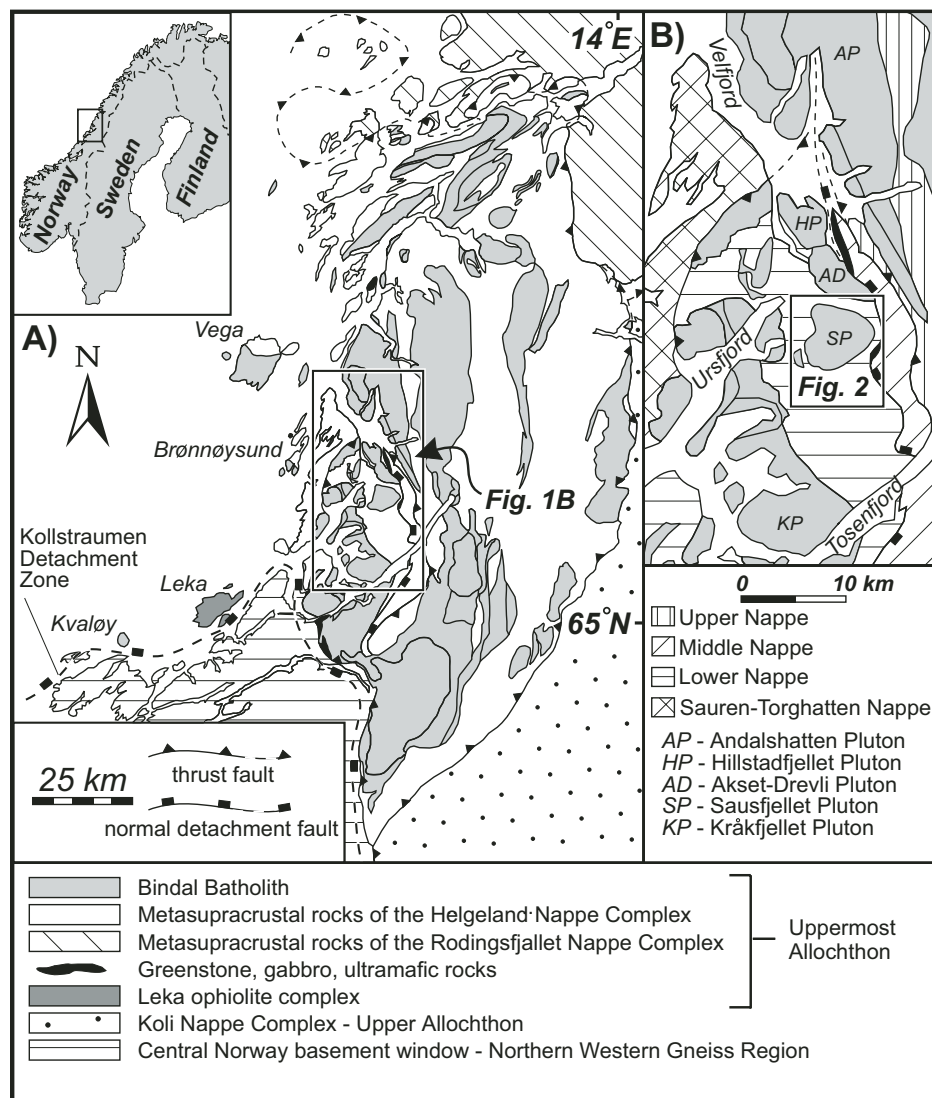 Norway
Sweden
Finland
A)
N
Vega
Brønnøysund
Kollstraumen
Detachment
Zone
Leka
Kvaløy
14°E
65°N
Fig. 1B
25 km
thrust fault
normal detachment fault
B)
Velfjord
AP
HP
AD
SP
Fig. 2
Ursfjord
KP
Tosenfjord
0 10 km
Upper Nappe
Middle Nappe
Lower Nappe
Sauren-Torghatten Nappe
AP - Andalshatten Pluton
HP - Hillstadfjellet Pluton
AD - Akset-Drevli Pluton
SP - Sausfjellet Pluton
KP - Kråkfjellet Pluton
Bindal Batholith
Metasupracrustal rocks of the Helgeland·Nappe Complex
Metasupracrustal rocks of the Rodingsfjallet Nappe Complex
Greenstone, gabbro, ultramafic rocks
Leka ophiolite complex
Koli Nappe Complex - Upper Allochthon
Central Norway basement window - Northern Western Gneiss Region
Uppermost
Allochthon